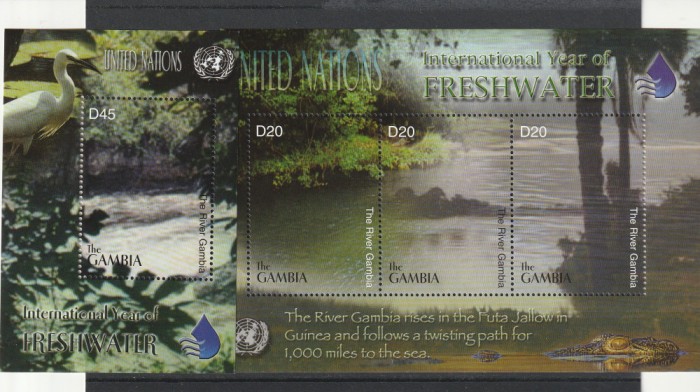 UNITED NATIONS
D45
The River Gambia
The
GAMBIA
International Year of
FRESHWATER
NITED NATIONS
International Year of
FRESHWATER
D20
The River Gambia
The
GAMBIA
D20
The River Gambia
The
GAMBIA
D20
The River Gambia
The
GAMBIA
The River Gambia rises in the Futa Jallow in
Guinea and follows a twisting path for
1,000 miles to the sea.